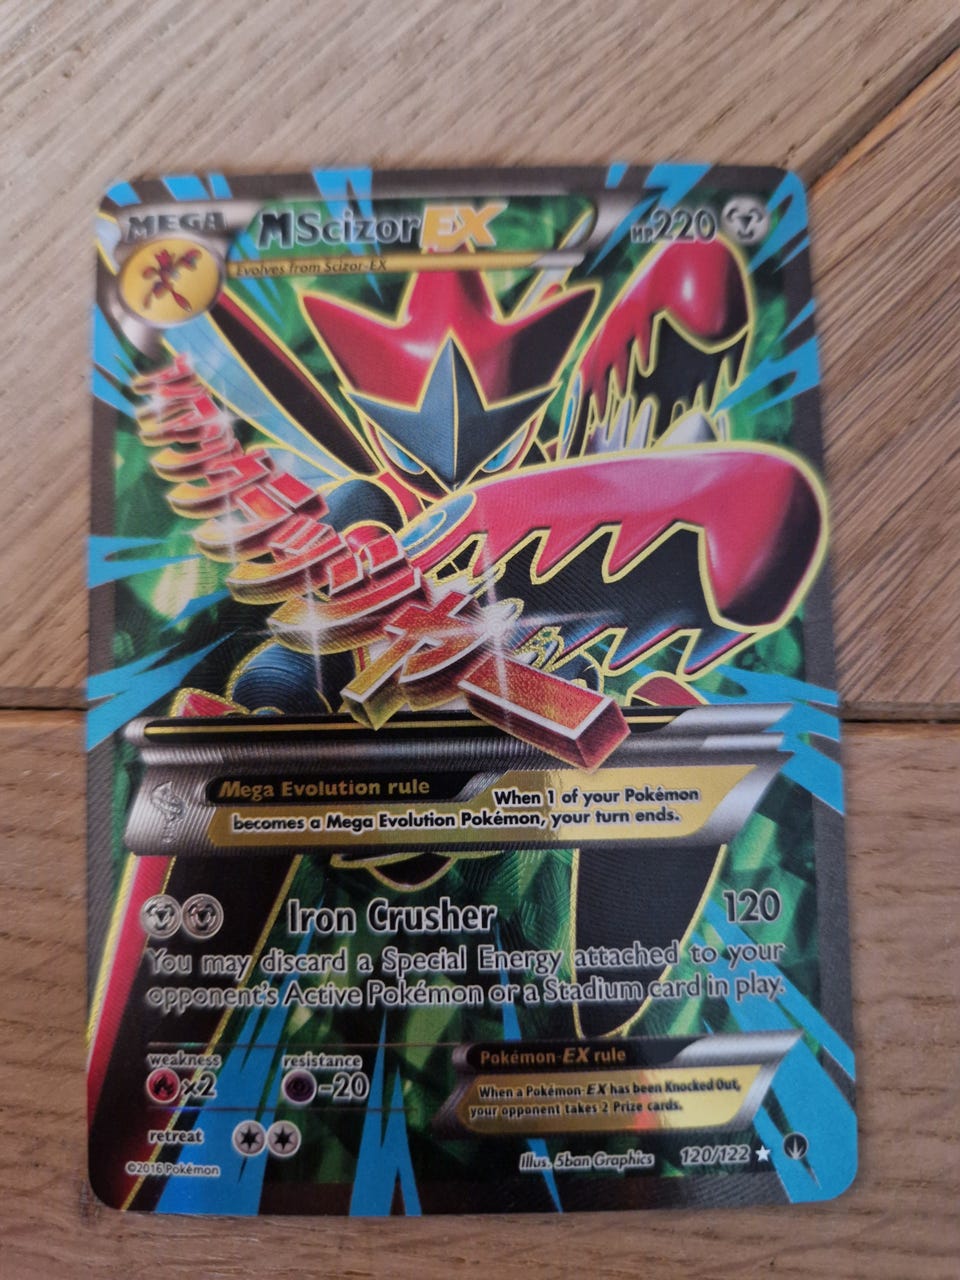 MEGA
MScizorEX
HP220
Evolves from Scizor-EX
Mega Evolution rule
When 1 of your Pokémon
becomes a Mega Evolution Pokémon, your turn ends.
Iron Crusher
120
You may discard a Special Energy attached to your
opponent's Active Pokémon or a Stadium card in play.
weakness
×2
resistance
-20
retreat
Pokémon-EX rule
When a Pokémon-EX has been Knocked Out,
your opponent takes 2 Prize cards.
©2016 Pokémon
Illus. 5ban Graphics
120/122